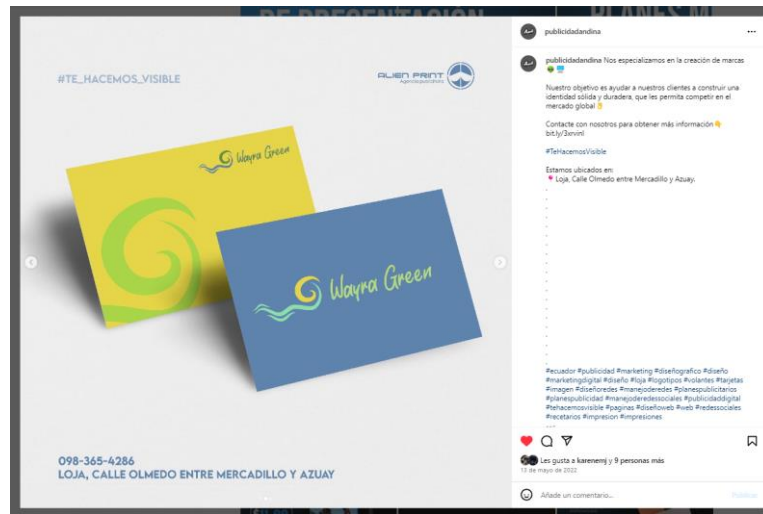 DE PRESENTACIÓN
PLANES M
#TE_HACEMOS_VISIBLE
ALIEN PRINT
Agencia publicitaria
Wayra Green
Wayra Green
098-365-4286
LOJA, CALLE OLMEDO ENTRE MERCADILLO Y AZUAY
publicidadandina
publicidadandina Nos especializamos en la creación de marcas
Nuestro objetivo es ayudar a nuestros clientes a construir una
identidad sólida y duradera, que les permita competir en el
mercado global
Contacte con nosotros para obtener más información
#TeHacemosVisible
Estamos ubicados en:
Loja, Calle Olmedo entre Mercadillo y Azuay.
#ecuador #publicidad #marketing #diseñografico #diseño
#marketingdigital #diseño #loja #logotipos #volantes #tarjetas
#imagen #diseñoredes #manejoderedes #planespublicitarios
#planespublicidad #manejoderedessociales #publicidaddigital
#tehacemosvisible #paginas #diseñoweb #web #redessociales
#recetarios #impresion #impresiones
Les gusta a karenemj y 9 personas más
13 de mayo de 2022
Añade un comentario...
Publicar